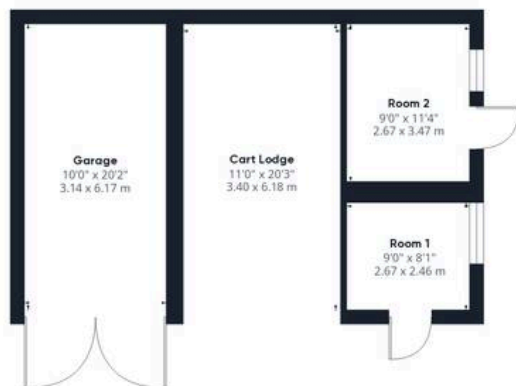 Garage
10'0" x 20'2"
3.14 x 6.17 m
Cart Lodge
11'0" x 20'3"
3.40 x 6.18 m
Room 2
9'0" x 11'4"
2.67 x 3.47 m
Room 1
9'0" x 8'1"
2.67 x 2.46 m